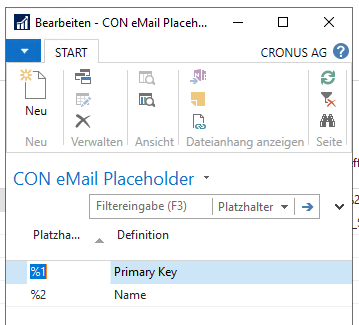 Bearbeiten - CON eMail Placeh...
START
CRONUS AG
Neu
Neu
Verwalten
Ansicht
Dateianhang anzeigen
Seite
CON eMail Placeholder
Filtereingabe (F3)
Platzhalter
Platzha...
Definition
%1
Primary Key
%2
Name